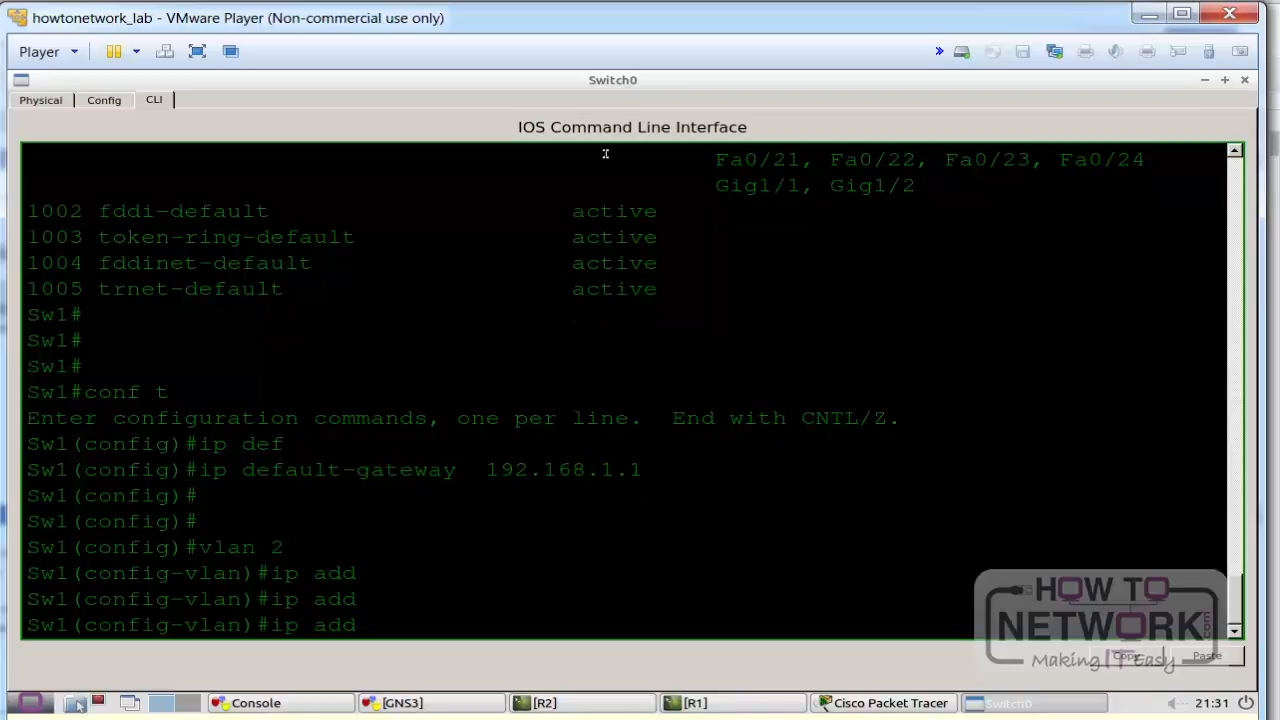 howtonetwork_lab - VMware Player (Non-commercial use only)
Player
Switch0
Physical
Config
CLI
IOS Command Line Interface
Fa0/21, Fa0/22, Fa0/23, Fa0/24
Gig1/1, Gig1/2
1002 fddi-default active
1003 token-ring-default active
1004 fddinet-default active
1005 trnet-default active
Sw1#
Sw1#
Sw1#
Sw1#conf t
Enter configuration commands, one per line. End with CNTL/Z.
Sw1(config)#ip def
Sw1(config)#ip default-gateway 192.168.1.1
Sw1(config)#
Sw1(config)#
Sw1(config)#vlan 2
Sw1(config-vlan)#ip add
Sw1(config-vlan)#ip add
Sw1(config-vlan)#ip add
HOW TO
NETWORK.com
Making IT Easy
Copy
Paste
Console
[GNS3]
[R2]
[R1]
Cisco Packet Tracer
Switch0
21:31